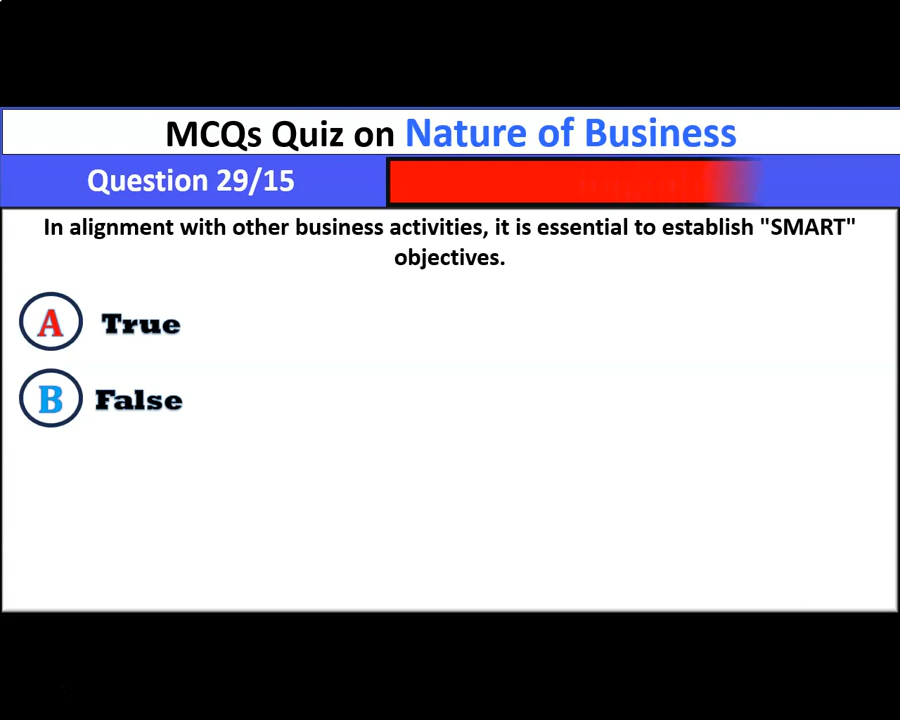 MCQs Quiz on Nature of Business
Question 29/15
In alignment with other business activities, it is essential to establish "SMART"
objectives.
A True
B False